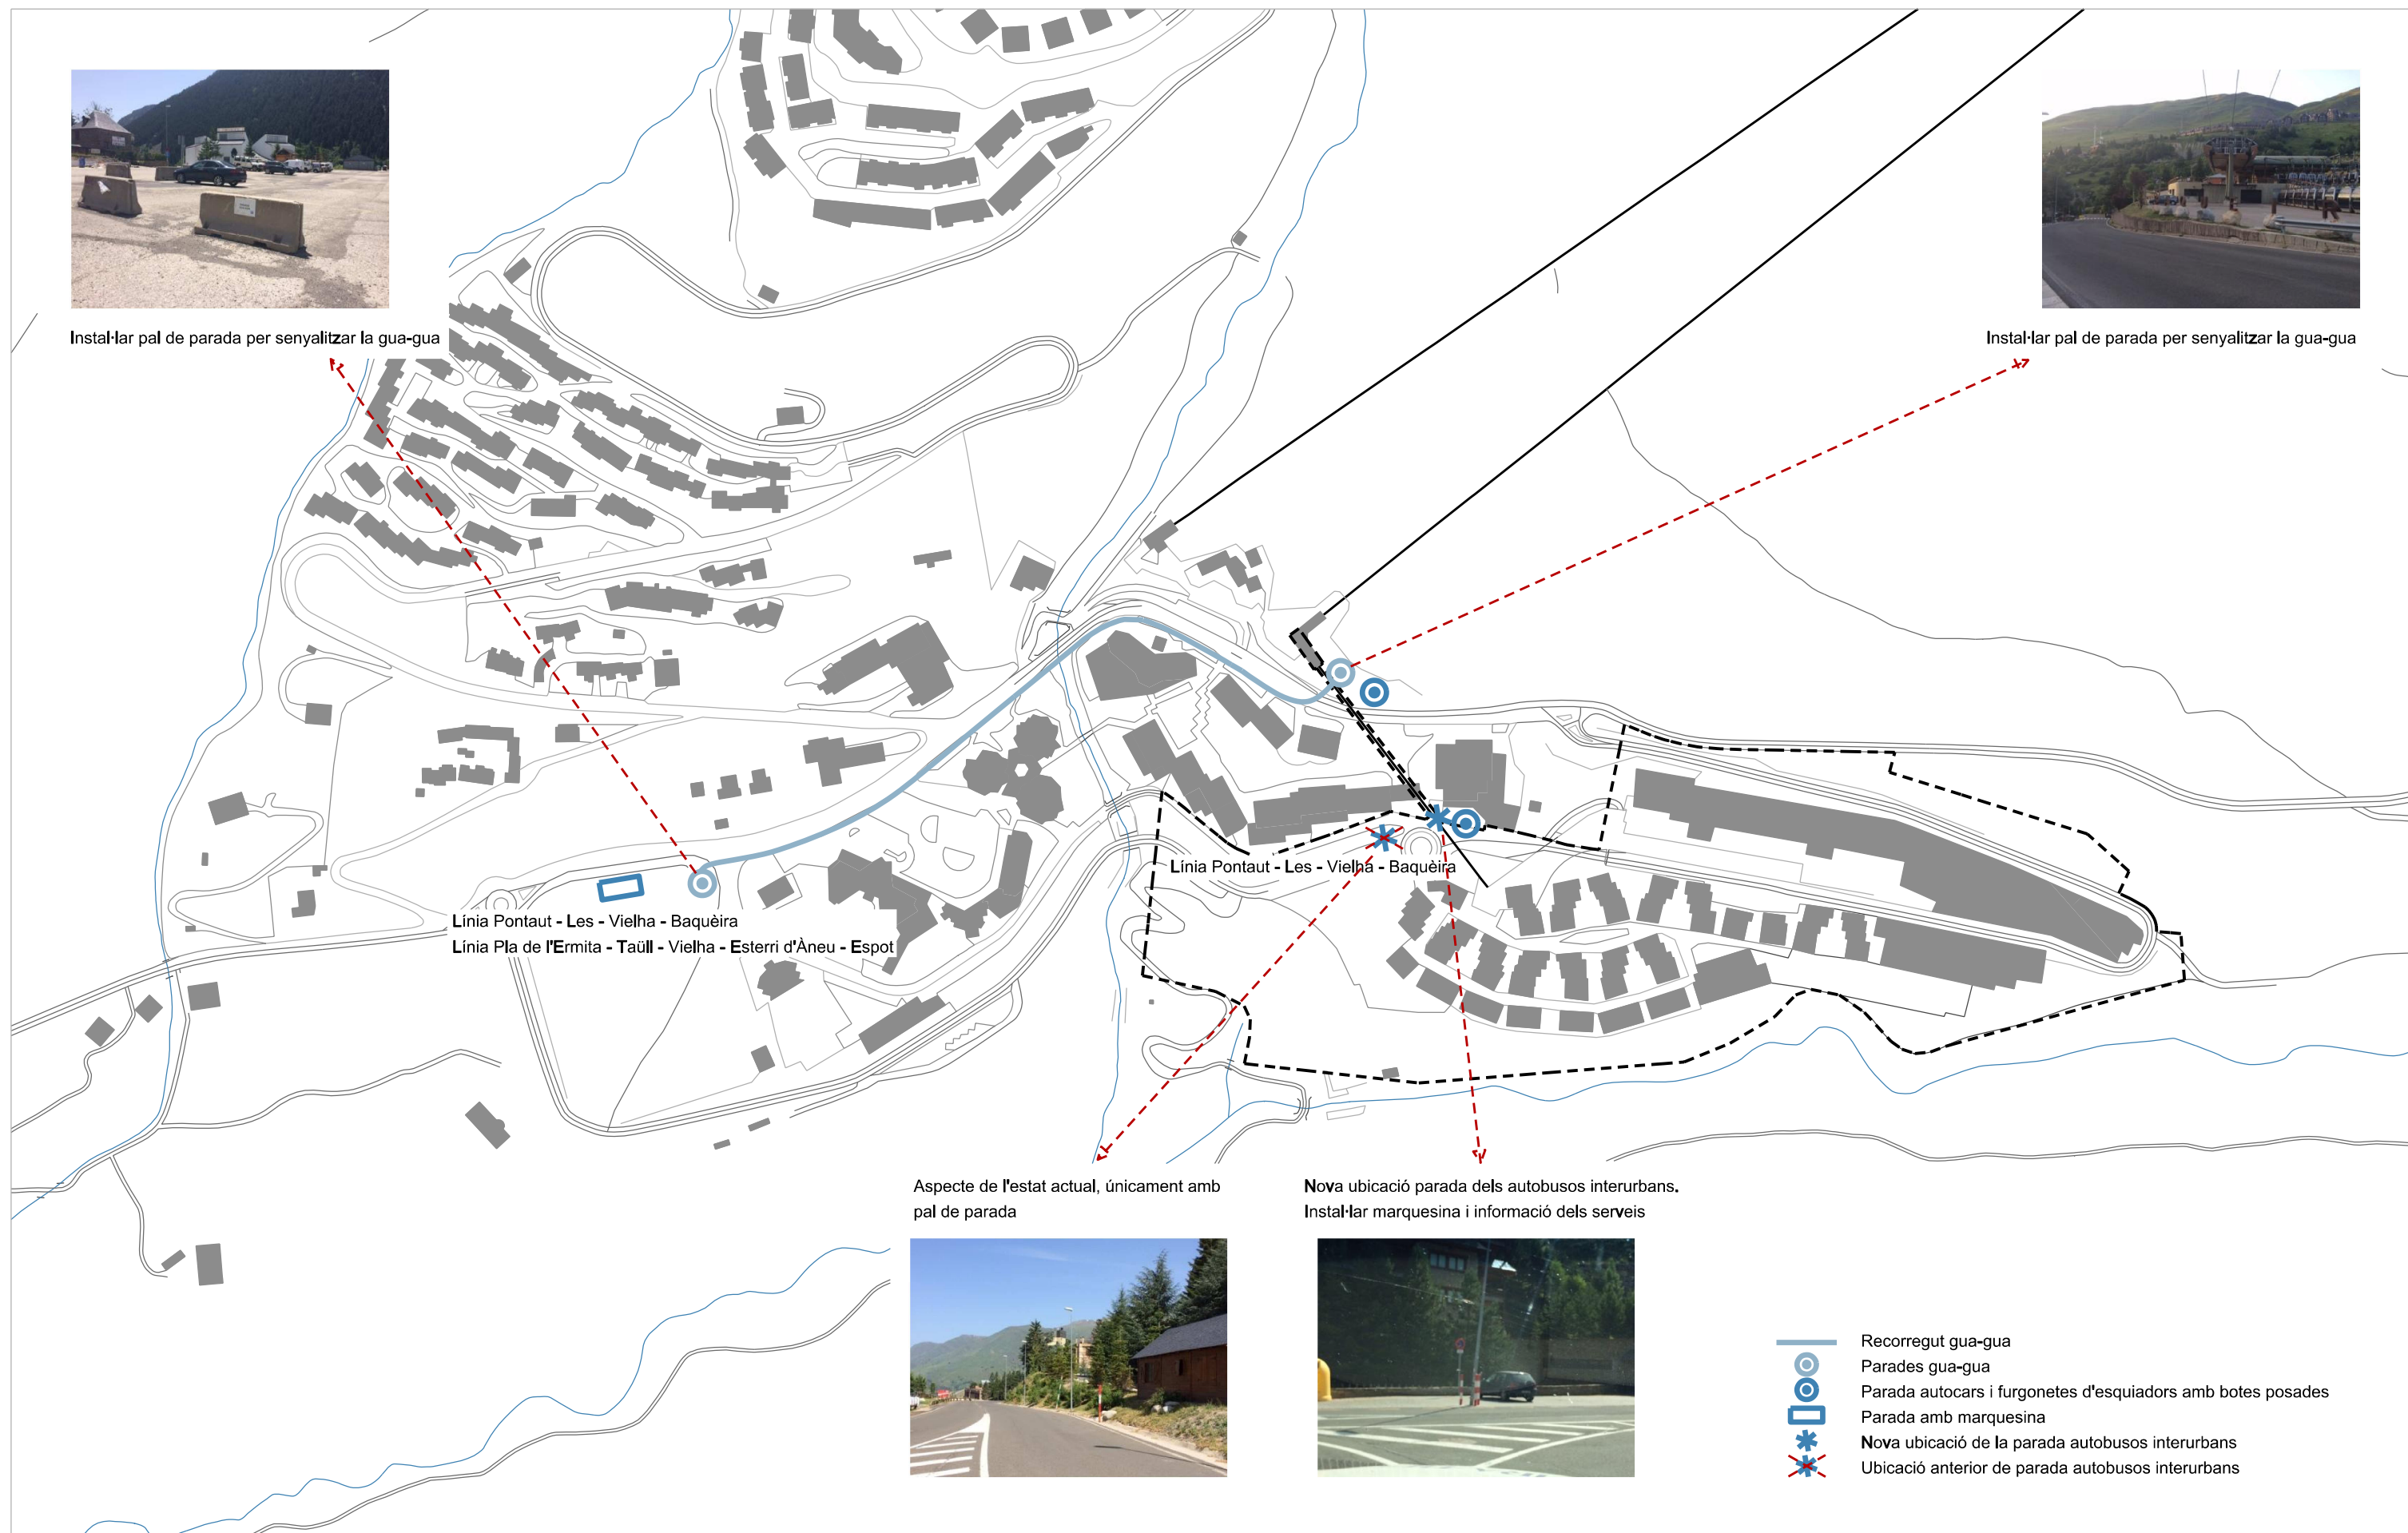 Instal·lar pal de parada per senyalitzar la gua-gua
Instal·lar pal de parada per senyalitzar la gua-gua
Línia Pontaut - Les - Vielha - Baquèira
Línia Pontaut - Les - Vielha - Baquèira
Línia Pla de l'Ermita - Taüll - Vielha - Esterri d'Àneu - Espot
Aspecte de l'estat actual, únicament amb
pal de parada
Nova ubicació parada dels autobusos interurbans.
Instal·lar marquesina i informació dels serveis
Recorregut gua-gua
Parades gua-gua
Parada autocars i furgonetes d'esquiadors amb botes posades
Parada amb marquesina
Nova ubicació de la parada autobusos interurbans
Ubicació anterior de parada autobusos interurbans